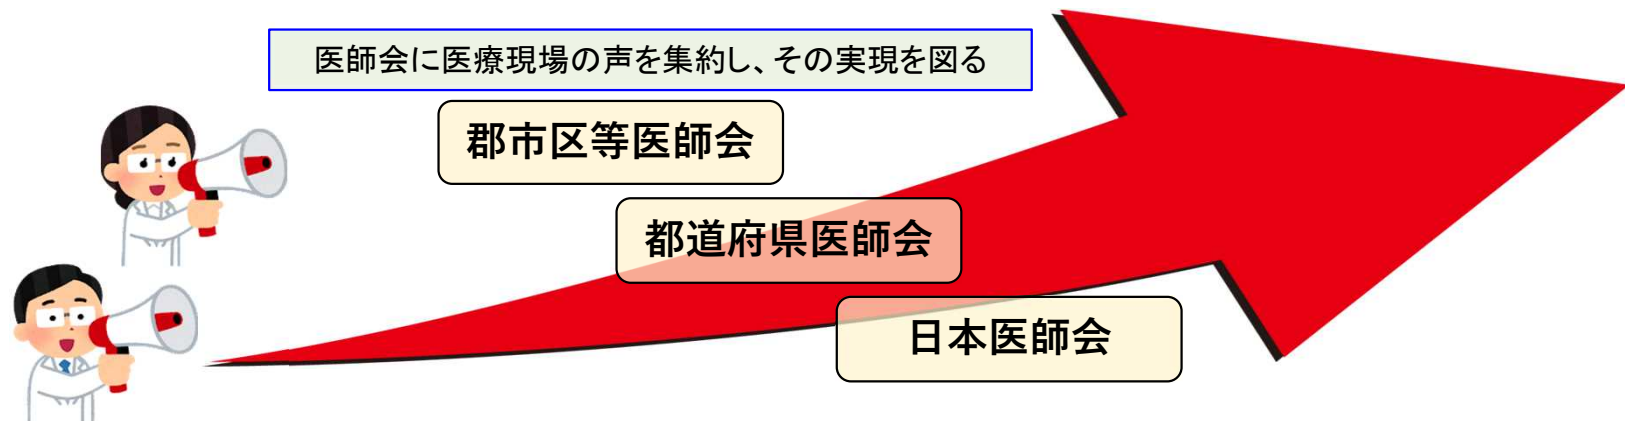 医師会に医療現場の声を集約し、その実現を図る
郡市区等医師会
都道府県医師会
日本医師会